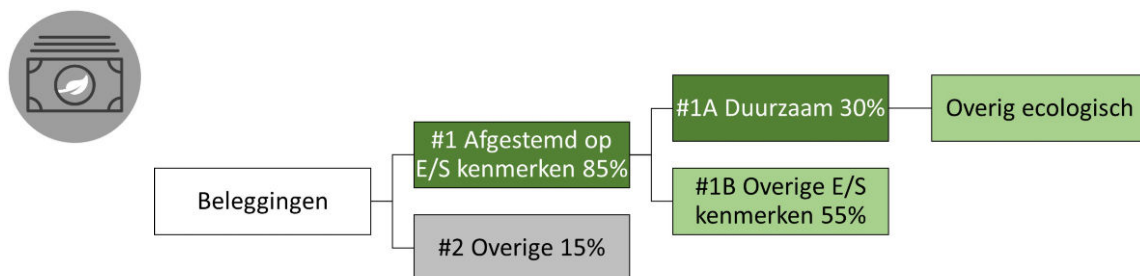 Beleggingen
#1 Afgestemd op
E/S kenmerken 85%
#2 Overige 15%
#1A Duurzaam 30%
#1B Overige E/S
kenmerken 55%
Overig ecologisch